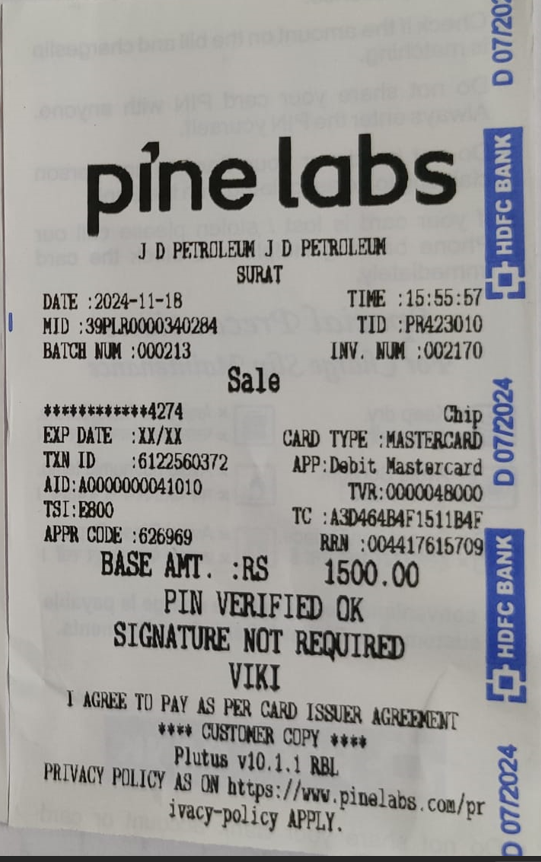 pine labs
J D PETROLEUM J D PETROLEUM
SURAT
DATE :2024-11-18 TIME :15:55:57
MID :39PLR0000340284 TID :PR423010
BATCH NUM :000213 INV. NUM :002170
Sale
************4274 Chip
EXP DATE :XX/XX CARD TYPE :MASTERCARD
TXN ID :6122560372 APP:Debit Mastercard
AID:A0000000041010 TVR:0000048000
TSI:E800 TC :A3D464B4F1511B4F
APPR CODE :626969 RRN :004417615709
BASE AMT. :RS 1500.00
PIN VERIFIED OK
SIGNATURE NOT REQUIRED
VIKI
I AGREE TO PAY AS PER CARD ISSUER AGREEMENT
**** CUSTOMER COPY ****
Plutus v10.1.1 RBL
PRIVACY POLICY AS ON https://www.pinelabs.com/pr
ivacy-policy APPLY.
D 07/202
HDFC BANK
D 07/2024
HDFC BANK
D 07/2024